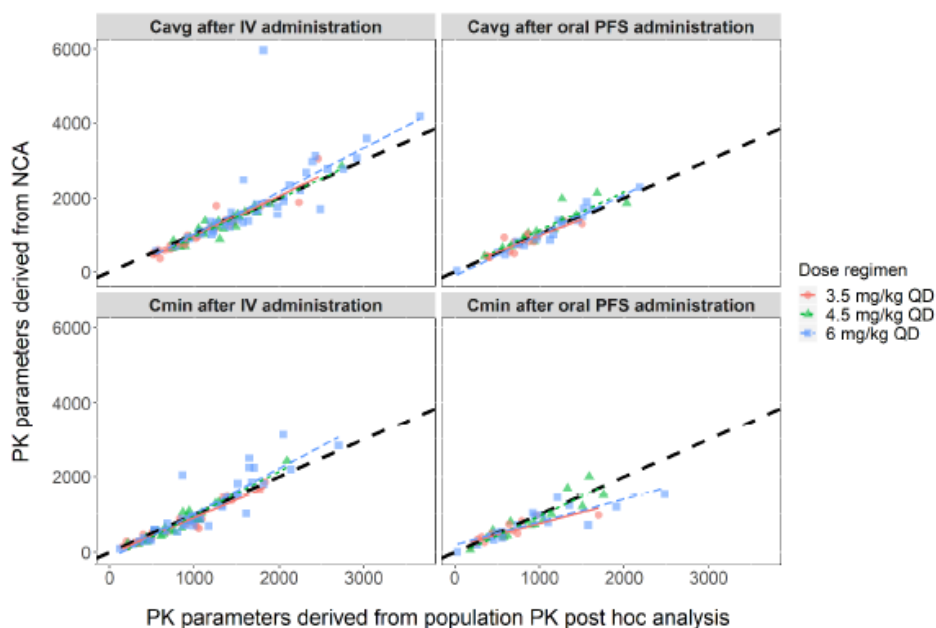 Cavg after IV administration
Cavg after oral PFS administration
6000
4000
2000
0
Cmin after IV administration
Cmin after oral PFS administration
6000
4000
2000
0
0 1000 2000 3000
0 1000 2000 3000
PK parameters derived from NCA
PK parameters derived from population PK post hoc analysis
Dose regimen
3.5 mg/kg QD
4.5 mg/kg QD
6 mg/kg QD